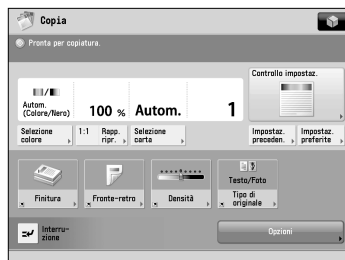 Copia
Pronta per copiatura.
Controllo impostaz.
Autom.
(Colore/Nero)
100 %
Autom.
1
Selezione
colore
1:1
Rapp.
ripr.
Selezione
carta
Impostaz.
preceden.
Impostaz.
preferite
Finitura
Fronte-retro
Densità
Testo/Foto
Tipo di
originale
Interru-
zione
Opzioni